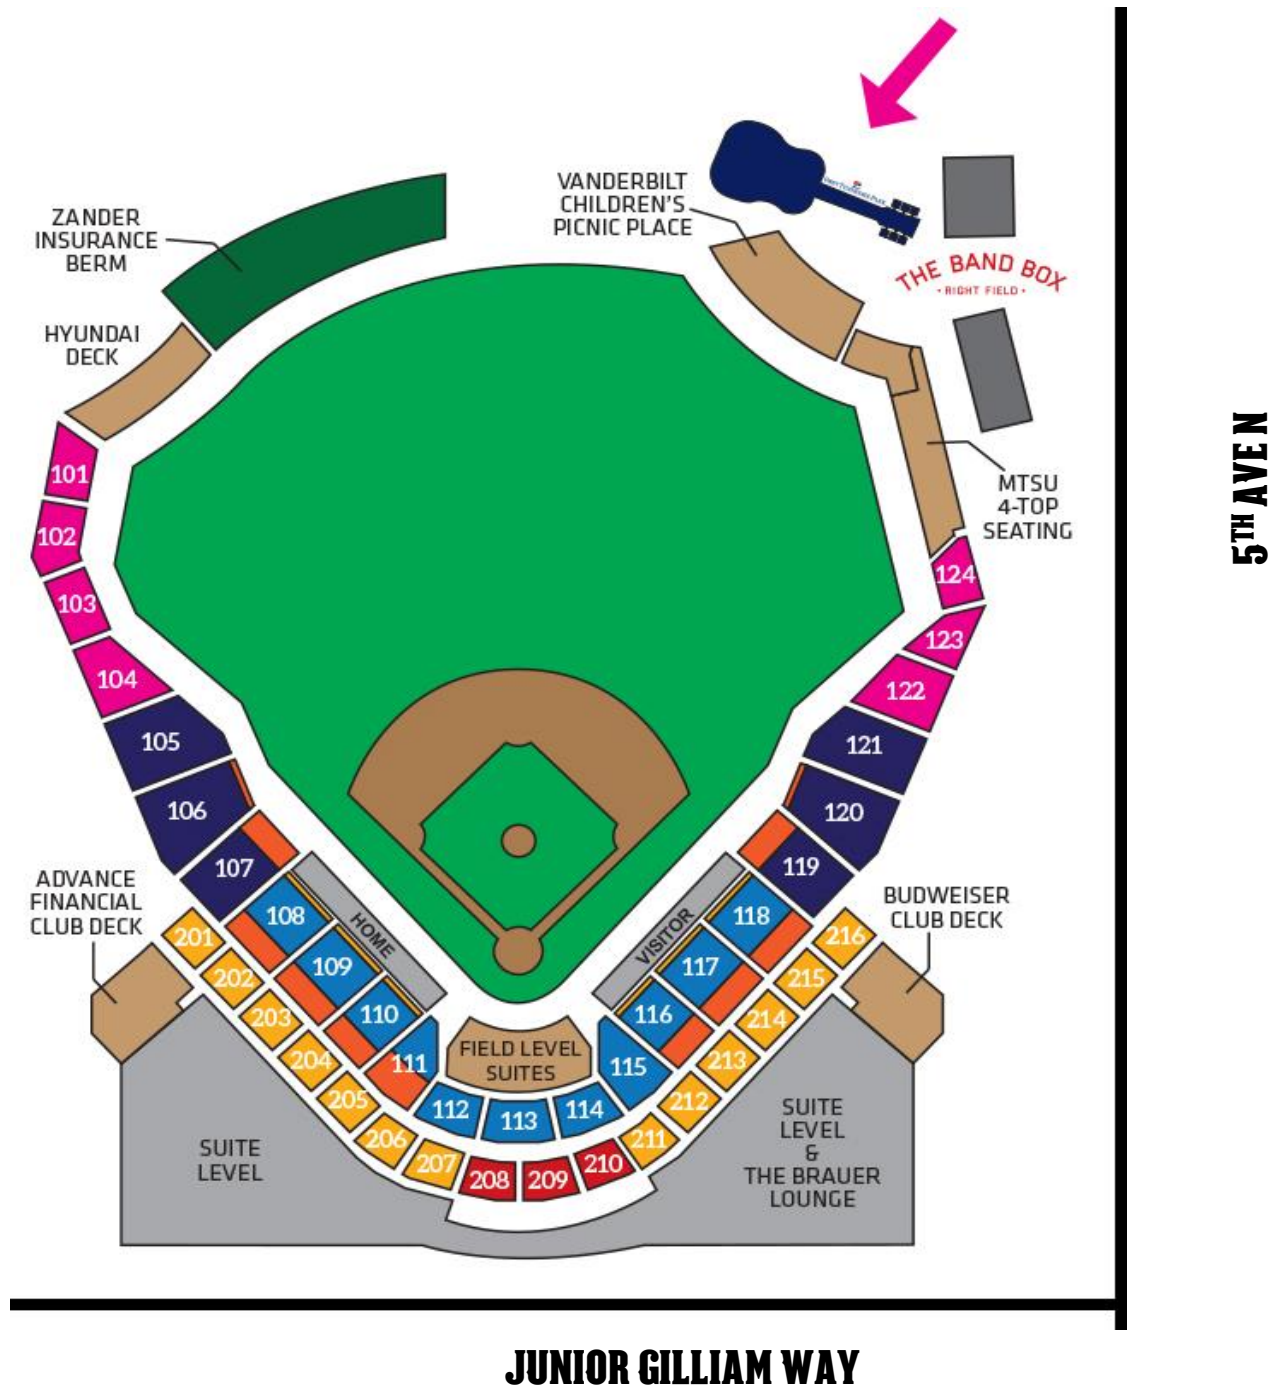 VANDERBILT
CHILDREN'S
PICNIC PLACE
ZANDER
INSURANCE
BERM
HYUNDAI
DECK
THE BAND BOX
• RIGHT FIELD •
MTSU
4-TOP
SEATING
5TH AVE N
101
102
103
104
105
106
107
108
109
110
111
112
113
114
115
116
117
118
119
120
121
122
123
124
HOME
VISITOR
FIELD LEVEL
SUITES
ADVANCE
FINANCIAL
CLUB DECK
BUDWEISER
CLUB DECK
201
202
203
204
205
206
207
208
209
210
211
212
213
214
215
216
SUITE
LEVEL
SUITE
LEVEL
&
THE BRAUER
LOUNGE
JUNIOR GILLIAM WAY